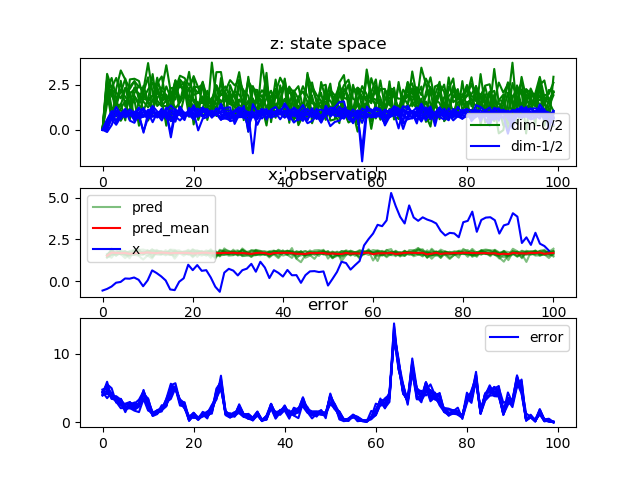 z: state space
2.5
0.0
dim-0/2
dim-1/2
0 20 40 60 80 100
x: observation
5.0
2.5
0.0
pred
pred_mean
x
0 20 40 60 80 100
error
10
0
error
0 20 40 60 80 100